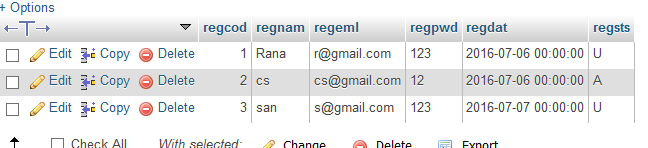 + Options
←T→ regcod regnam regeml regpwd regdat regsts
Edit Copy Delete 1 Rana r@gmail.com 123 2016-07-06 00:00:00 U
Edit Copy Delete 2 cs cs@gmail.com 12 2016-07-06 00:00:00 A
Edit Copy Delete 3 san s@gmail.com 123 2016-07-07 00:00:00 U
Check All With selected: Change Delete Export